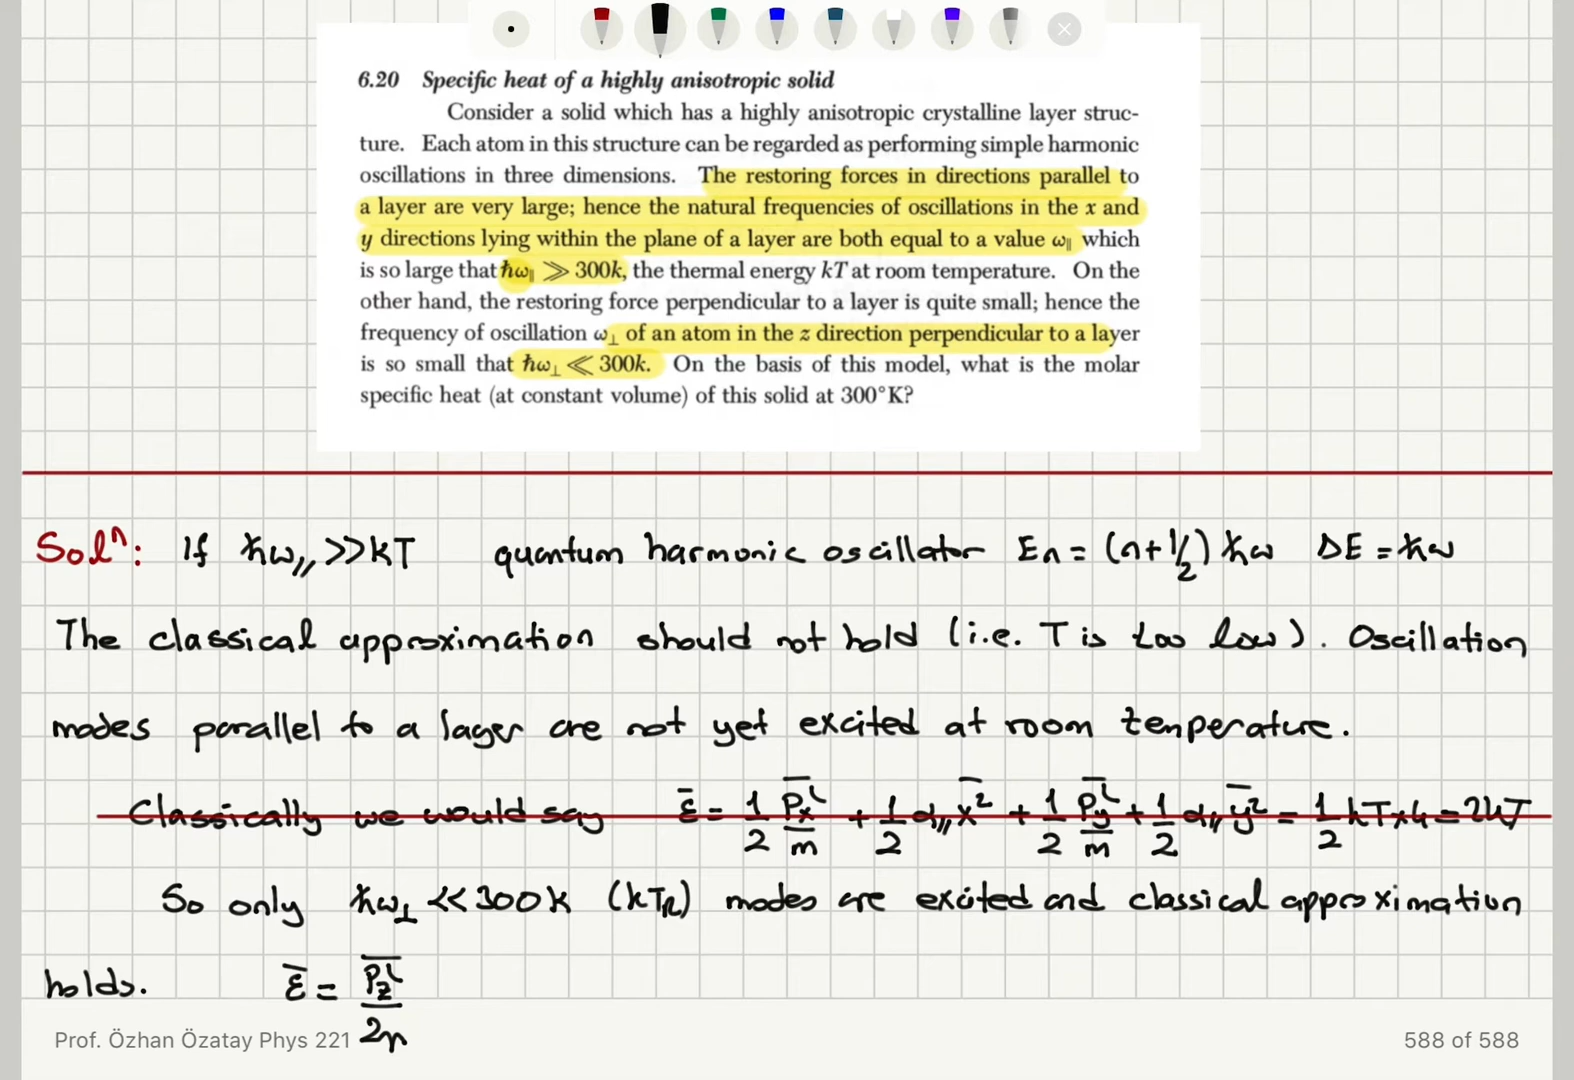 6.20 Specific heat of a highly anisotropic solid
Consider a solid which has a highly anisotropic crystalline layer struc-
ture. Each atom in this structure can be regarded as performing simple harmonic
oscillations in three dimensions. The restoring forces in directions parallel to
a layer are very large; hence the natural frequencies of oscillations in the x and
y directions lying within the plane of a layer are both equal to a value ω∥ which
is so large that ℏω∥ ≫ 300k, the thermal energy kT at room temperature. On the
other hand, the restoring force perpendicular to a layer is quite small; hence the
frequency of oscillation ω⊥ of an atom in the z direction perpendicular to a layer
is so small that ℏω⊥ ≪ 300k. On the basis of this model, what is the molar
specific heat (at constant volume) of this solid at 300°K?
Solⁿ: If ℏω∥ >> kT quantum harmonic oscillator En = (n+1/2) ℏω ΔE = ℏω
The classical approximation should not hold (i.e. T is too low). Oscillation
modes parallel to a layer are not yet excited at room tenperature.
Classically we would say ε̅ = 1/2 p̅ₓ²/m + 1/2 α∥ x̅² + 1/2 p̅ᵧ²/m + 1/2 α∥ y̅² = 1/2 kT x 4 = 2kT
So only ℏω⊥ << 300k (kTR) modes are excited and classical approximation
holds. ε̅ = p̅z²/2m
Prof. Özhan Özatay Phys 221 588 of 588